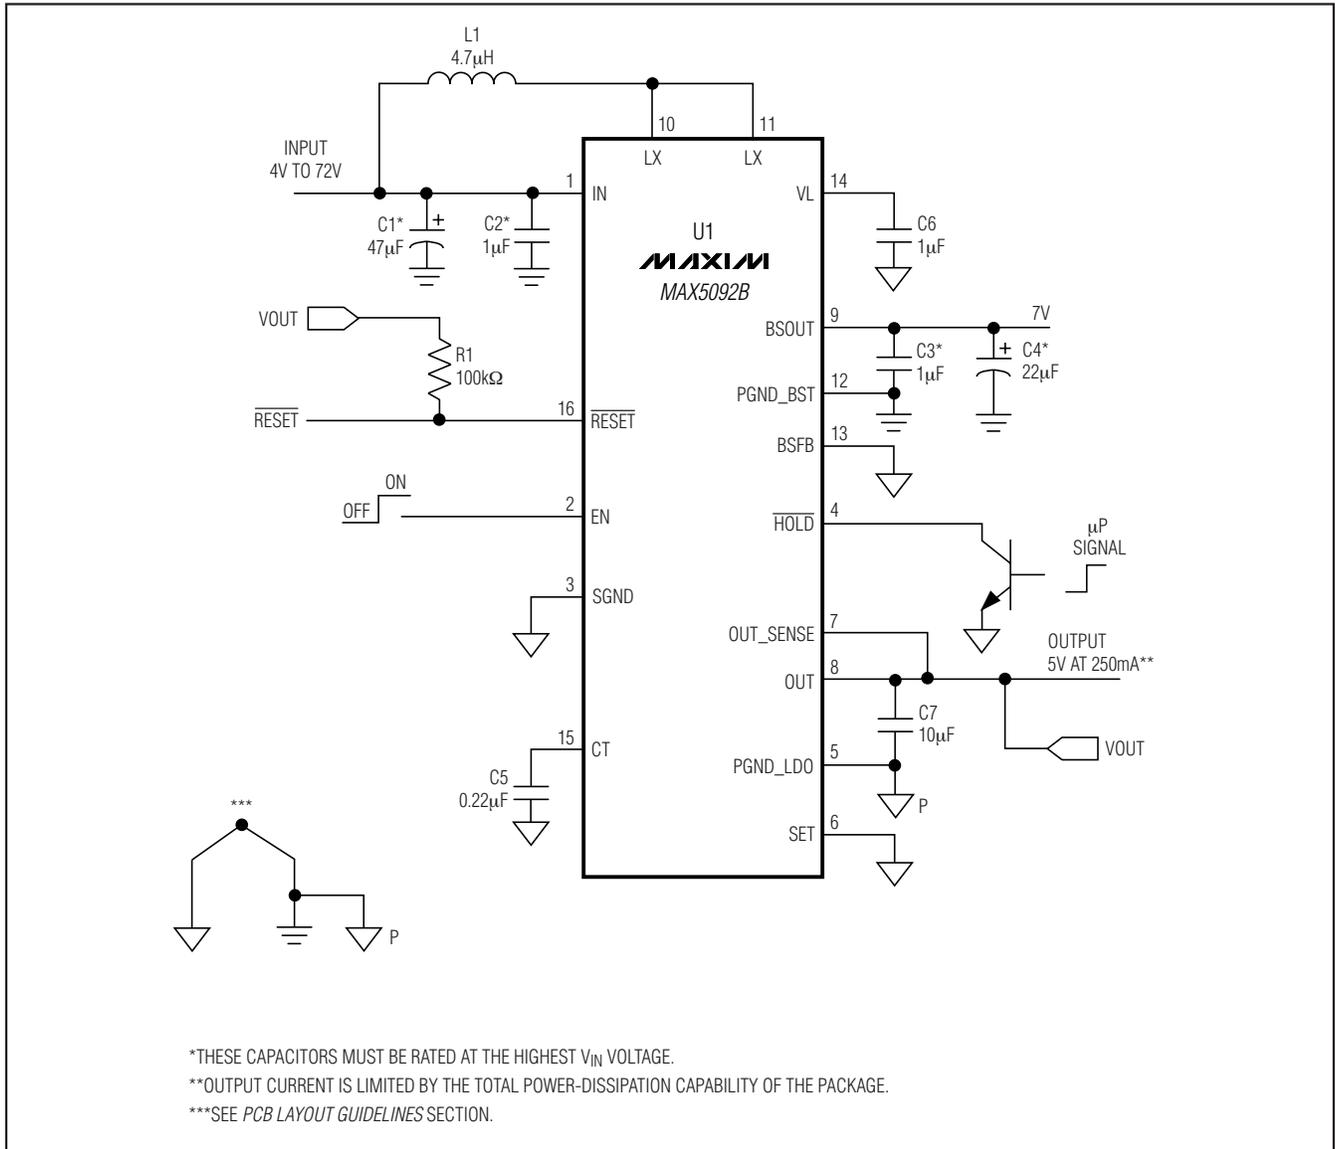 L1
4.7μH
10
11
LX
LX
INPUT
4V TO 72V
1
IN
C1*
47μF
+
C2*
1μF
U1
MAXIM
MAX5092B
VL
14
C6
1μF
VOUT
R1
100kΩ
RESET
16
RESET
BSOUT
9
7V
C3*
1μF
+
C4*
22μF
PGND_BST
12
BSFB
13
ON
OFF
2
EN
HOLD
4
μP
SIGNAL
3
SGND
OUT_SENSE
7
OUTPUT
5V AT 250mA**
OUT
8
C7
10μF
VOUT
15
CT
C5
0.22μF
PGND_LDO
5
P
SET
6
***
P
*THESE CAPACITORS MUST BE RATED AT THE HIGHEST VIN VOLTAGE.
**OUTPUT CURRENT IS LIMITED BY THE TOTAL POWER-DISSIPATION CAPABILITY OF THE PACKAGE.
***SEE PCB LAYOUT GUIDELINES SECTION.